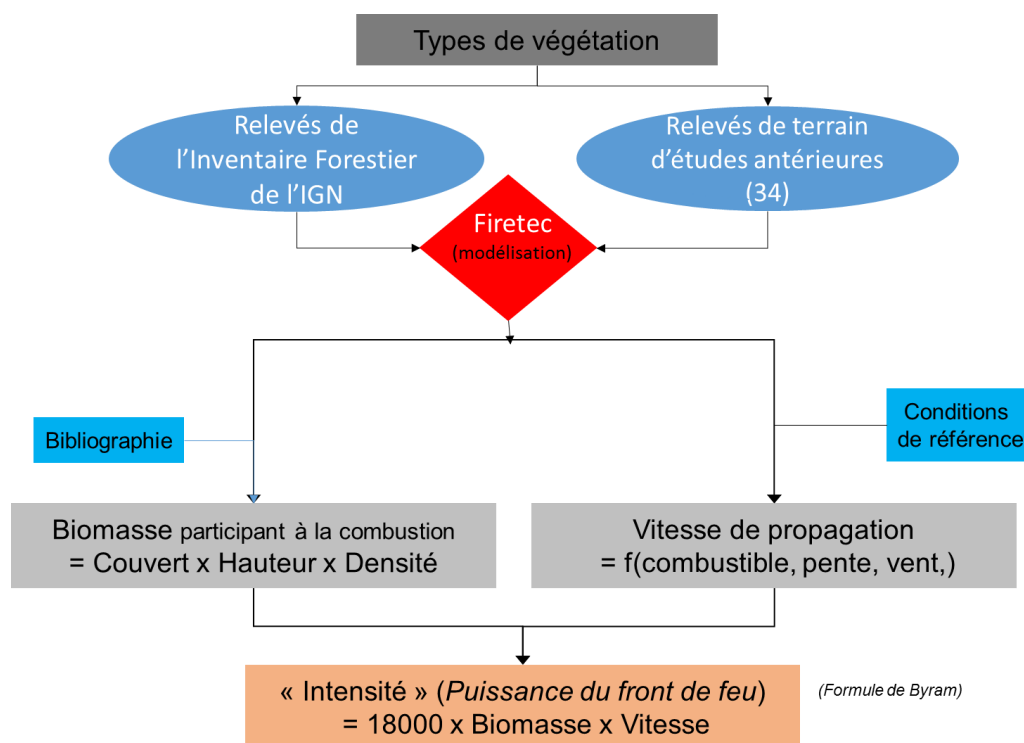 Types de végétation
Relevés de
l'Inventaire Forestier
de l'IGN
Relevés de terrain
d'études antérieures
(34)
Firetec
(modélisation)
Bibliographie
Conditions
de référence
Biomasse participant à la combustion
= Couvert x Hauteur x Densité
Vitesse de propagation
= f(combustible, pente, vent,)
« Intensité » (Puissance du front de feu)
= 18000 x Biomasse x Vitesse
(Formule de Byram)